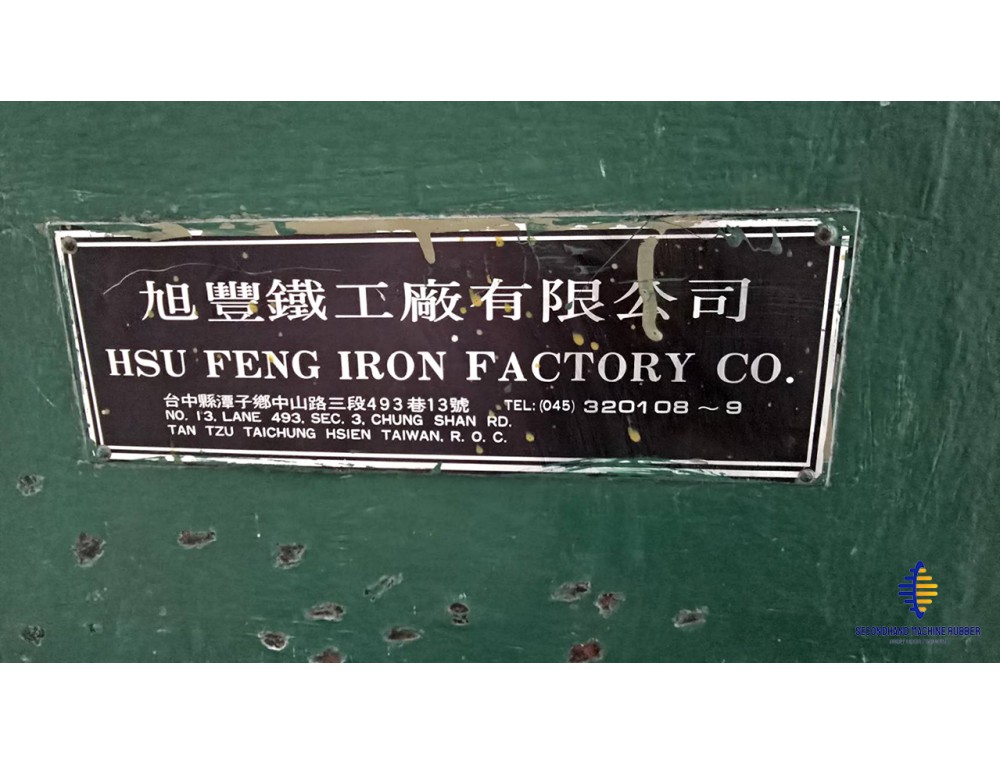 旭豐鐵工廠有限公司
HSU FENG IRON FACTORY CO.
台中縣潭子鄉中山路三段493巷13號 TEL: (045) 320108～9
NO. 13. LANE 493. SEC. 3. CHUNG SHAN RD.
TAN TZU TAICHUNG HSIEN TAIWAN. R. O. C.
SECONDHAND MACHINE RUBBER